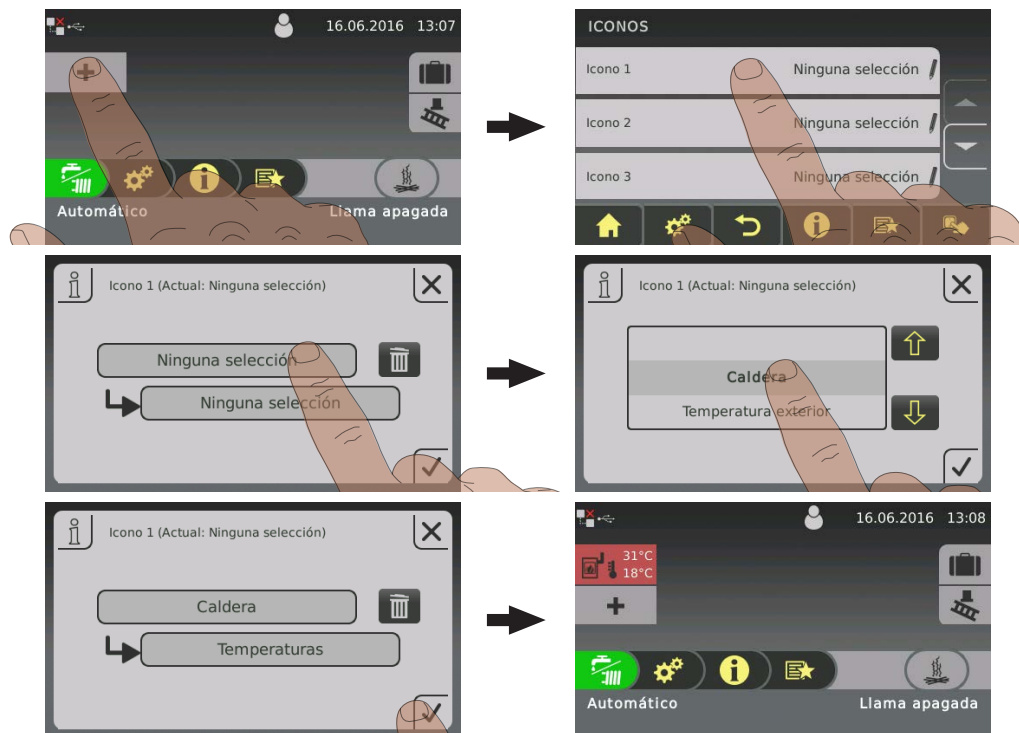 16.06.2016 13:07
Automático
Llama apagada
ICONOS
Icono 1 Ninguna selección
Icono 2 Ninguna selección
Icono 3 Ninguna selección
Icono 1 (Actual: Ninguna selección)
Ninguna selección
Ninguna selección
Icono 1 (Actual: Ninguna selección)
Caldera
Temperatura exterior
Icono 1 (Actual: Ninguna selección)
Caldera
Temperaturas
16.06.2016 13:08
31°C
18°C
Automático
Llama apagada